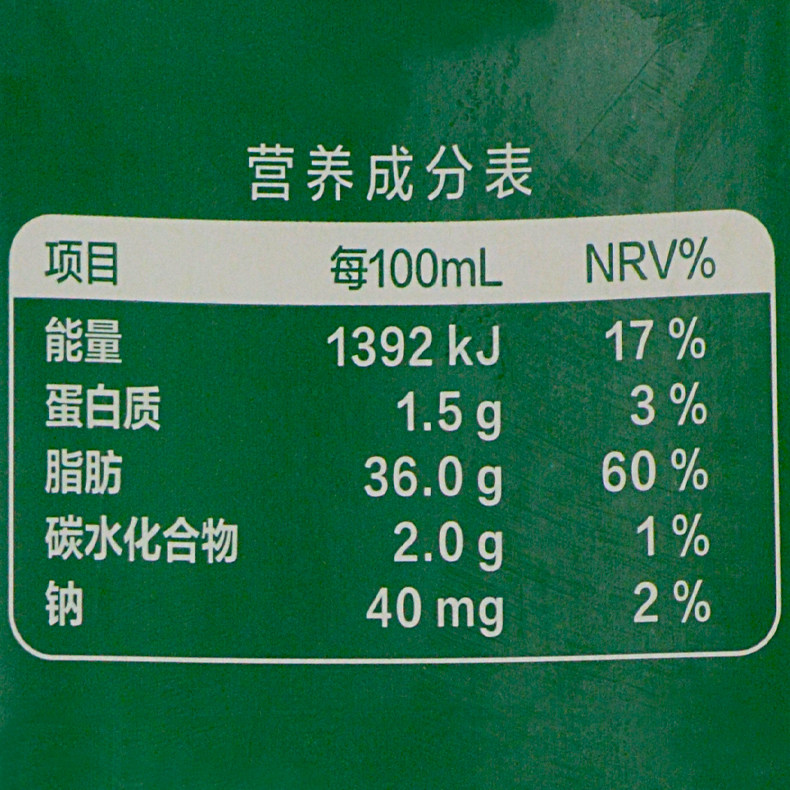 营养成分表
项目 每100mL NRV%
能量 1392 kJ 17 %
蛋白质 1.5 g 3 %
脂肪 36.0 g 60 %
碳水化合物 2.0 g 1 %
钠 40 mg 2 %